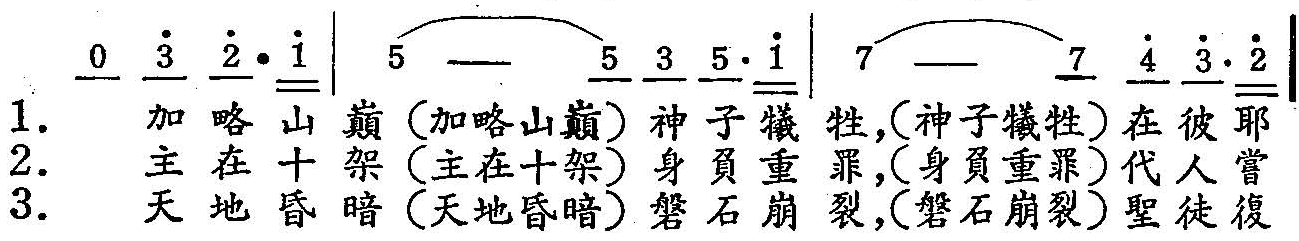 0 3 2 · 1 | 5 — 5 3 5 · 1 | 7 — 7 4 3 · 2
1. 加略山巔(加略山巔)神子犧牲,(神子犧牲)在彼耶
2. 主在十架(主在十架)身負重罪,(身負重罪)代人嘗
3. 天地昏暗(天地昏暗)磐石崩裂,(磐石崩裂)聖徒復